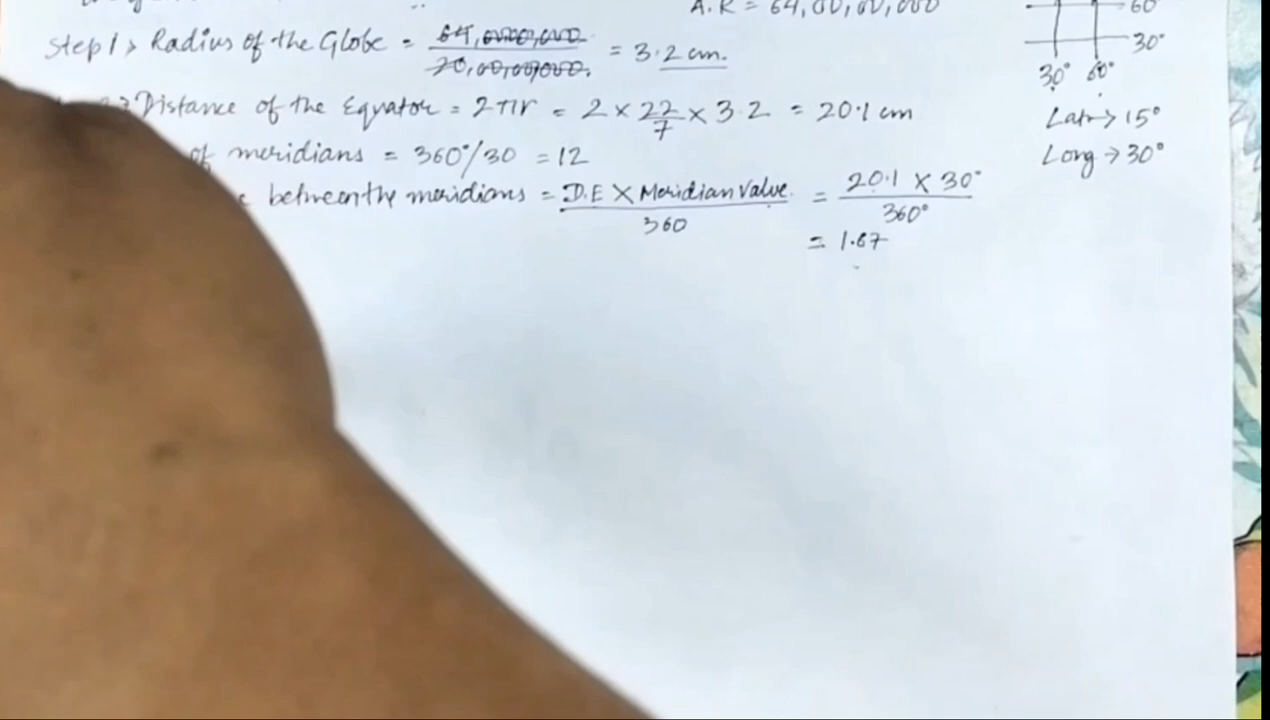 A.R = 64,00,00,000
60°
Step 1 > Radius of the Globe = 64,0000,000 / 20,00,00,000. = 3.2 cm.
30°
30° 60°
Distance of the Equator = 2πr = 2 × 22/7 × 3.2 = 20.1 cm
Lat → 15°
of meridians = 360°/30 = 12
Long → 30°
between the meridians = D.E × Meridian Value / 360 = 20.1 × 30° / 360°
= 1.67